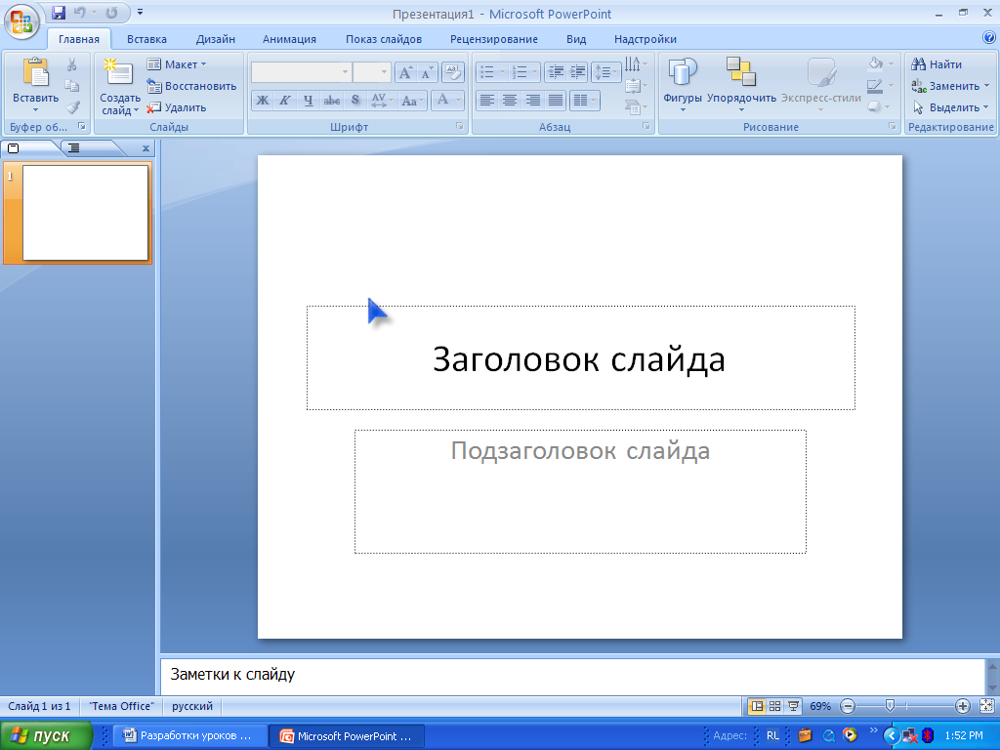 Презентация1 - Microsoft PowerPoint
Главная Вставка Дизайн Анимация Показ слайдов Рецензирование Вид Надстройки
Вставить
Буфер об...
Создать слайд
Макет
Восстановить
Удалить
Слайды
Ж К Ч abc S AV Aa A
Шрифт
Абзац
Фигуры Упорядочить Экспресс-стили
Рисование
Найти
Заменить
Выделить
Редактирование
1
Заголовок слайда
Подзаголовок слайда
Заметки к слайду
Слайд 1 из 1 "Тема Office" русский 69%
пуск Разработки уроков ... Microsoft PowerPoint ... Адрес: RL 1:52 PM